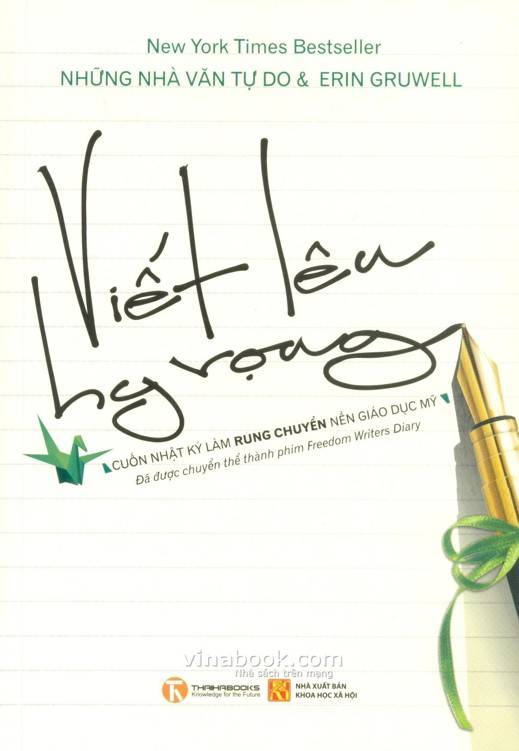 New York Times Bestseller
NHỮNG NHÀ VĂN TỰ DO & ERIN GRUWELL
Viết lên
hy vọng
CUỐN NHẬT KÝ LÀM RUNG CHUYỂN NỀN GIÁO DỤC MỸ
Đã được chuyển thể thành phim Freedom Writers Diary
vinabook.com
Nhà sách trên mạng
THAIHABOOKS
Knowledge for the Future
NHÀ XUẤT BẢN
KHOA HỌC XÃ HỘI